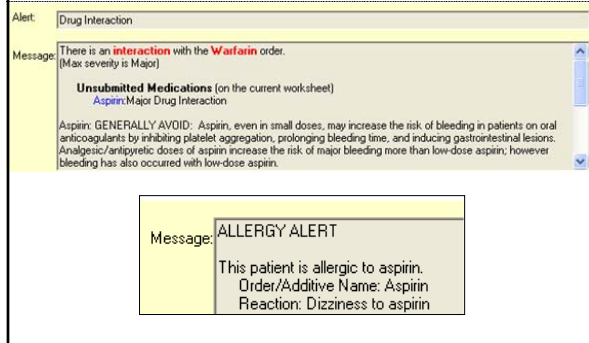 Alert: Drug Interaction
Message: There is an interaction with the Warfarin order.
(Max severity is Major)
Unsubmitted Medications (on the current worksheet)
Aspirin:Major Drug Interaction
Aspirin: GENERALLY AVOID: Aspirin, even in small doses, may increase the risk of bleeding in patients on oral
anticoagulants by inhibiting platelet aggregation, prolonging bleeding time, and inducing gastrointestinal lesions.
Analgesic/antipyretic doses of aspirin increase the risk of major bleeding more than low-dose aspirin; however
bleeding has also occurred with low-dose aspirin.
Message: ALLERGY ALERT
This patient is allergic to aspirin.
Order/Additive Name: Aspirin
Reaction: Dizziness to aspirin